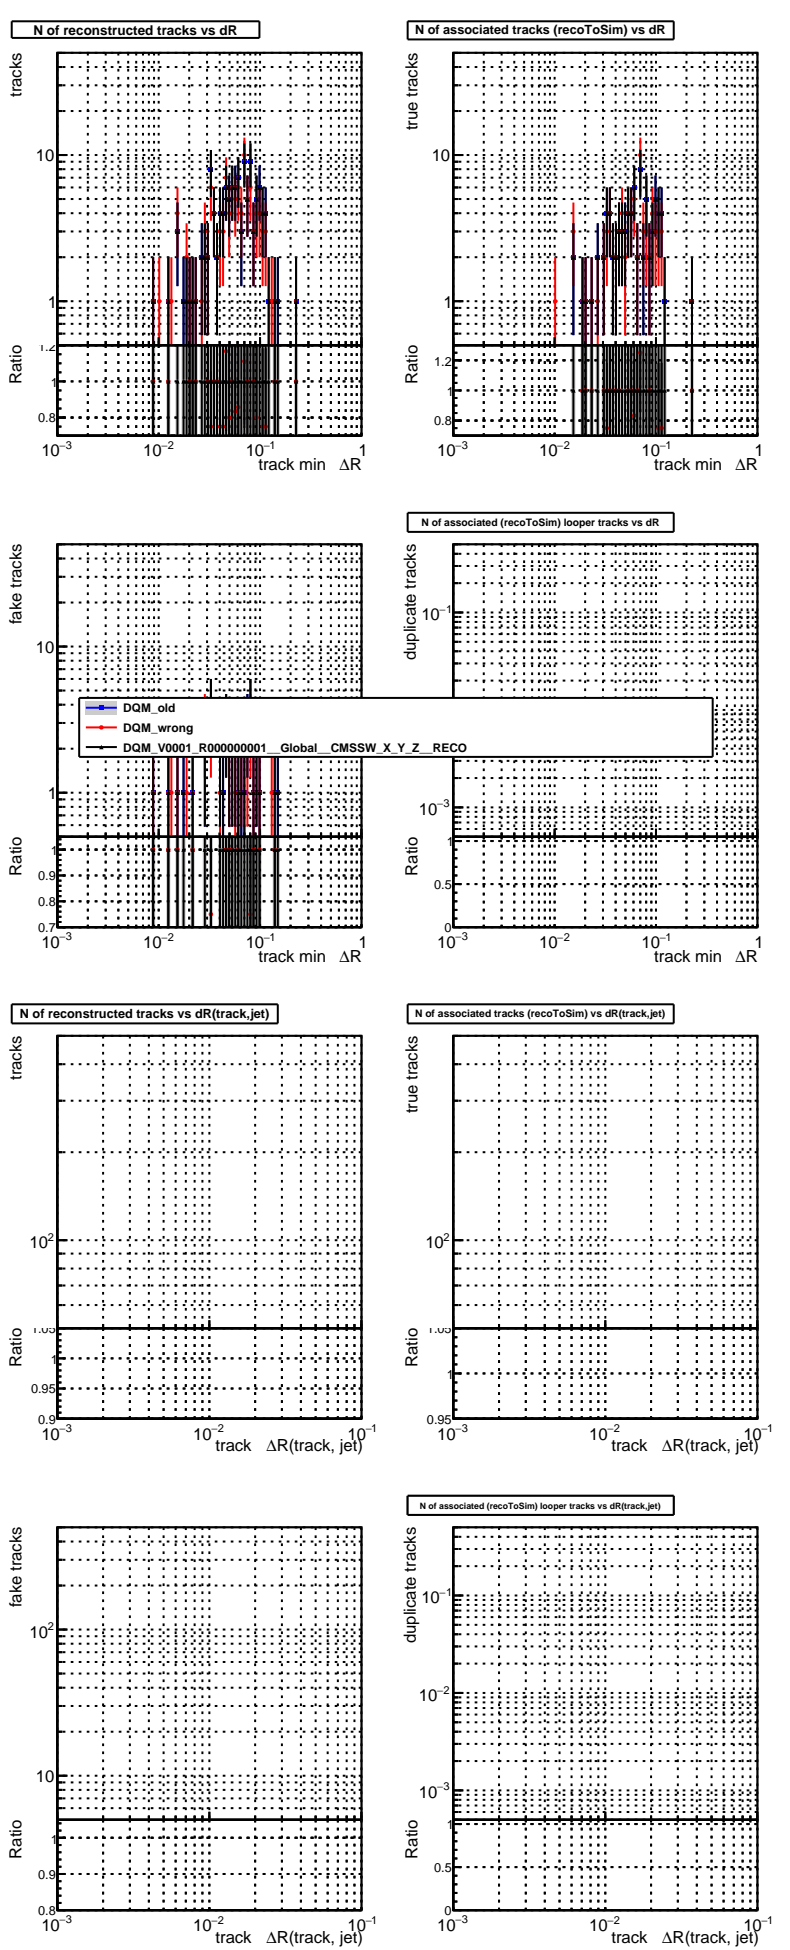 N of reconstructed tracks vs dR
tracks
10
1
Ratio
1.2
1
0.8
10−3
10−2
10−1
1
track min ΔR
N of associated tracks (recoToSim) vs dR
true tracks
10
1
Ratio
1.2
1
0.8
10−3
10−2
10−1
1
track min ΔR
fake tracks
10
1
Ratio
1
0.9
0.8
0.7
10−3
10−2
10−1
1
track min ΔR
N of associated (recoToSim) looper tracks vs dR
duplicate tracks
10−1
10−3
Ratio
1
0.5
0
10−3
10−2
10−1
1
track min ΔR
DQM_old
DQM_wrong
DQM_V0001_R000000001__Global__CMSSW_X_Y_Z__RECO
N of reconstructed tracks vs dR(track,jet)
tracks
102
Ratio
1.05
1
0.95
0.9
10−3
10−2
10−1
track ΔR(track, jet)
N of associated tracks (recoToSim) vs dR(track,jet)
true tracks
102
Ratio
1.05
1
0.95
10−3
10−2
10−1
track ΔR(track, jet)
fake tracks
102
10
Ratio
1
0.9
0.8
10−3
10−2
10−1
track ΔR(track, jet)
N of associated (recoToSim) looper tracks vs dR(track,jet)
duplicate tracks
10−1
10−2
10−3
Ratio
1
0.5
0
10−3
10−2
10−1
track ΔR(track, jet)